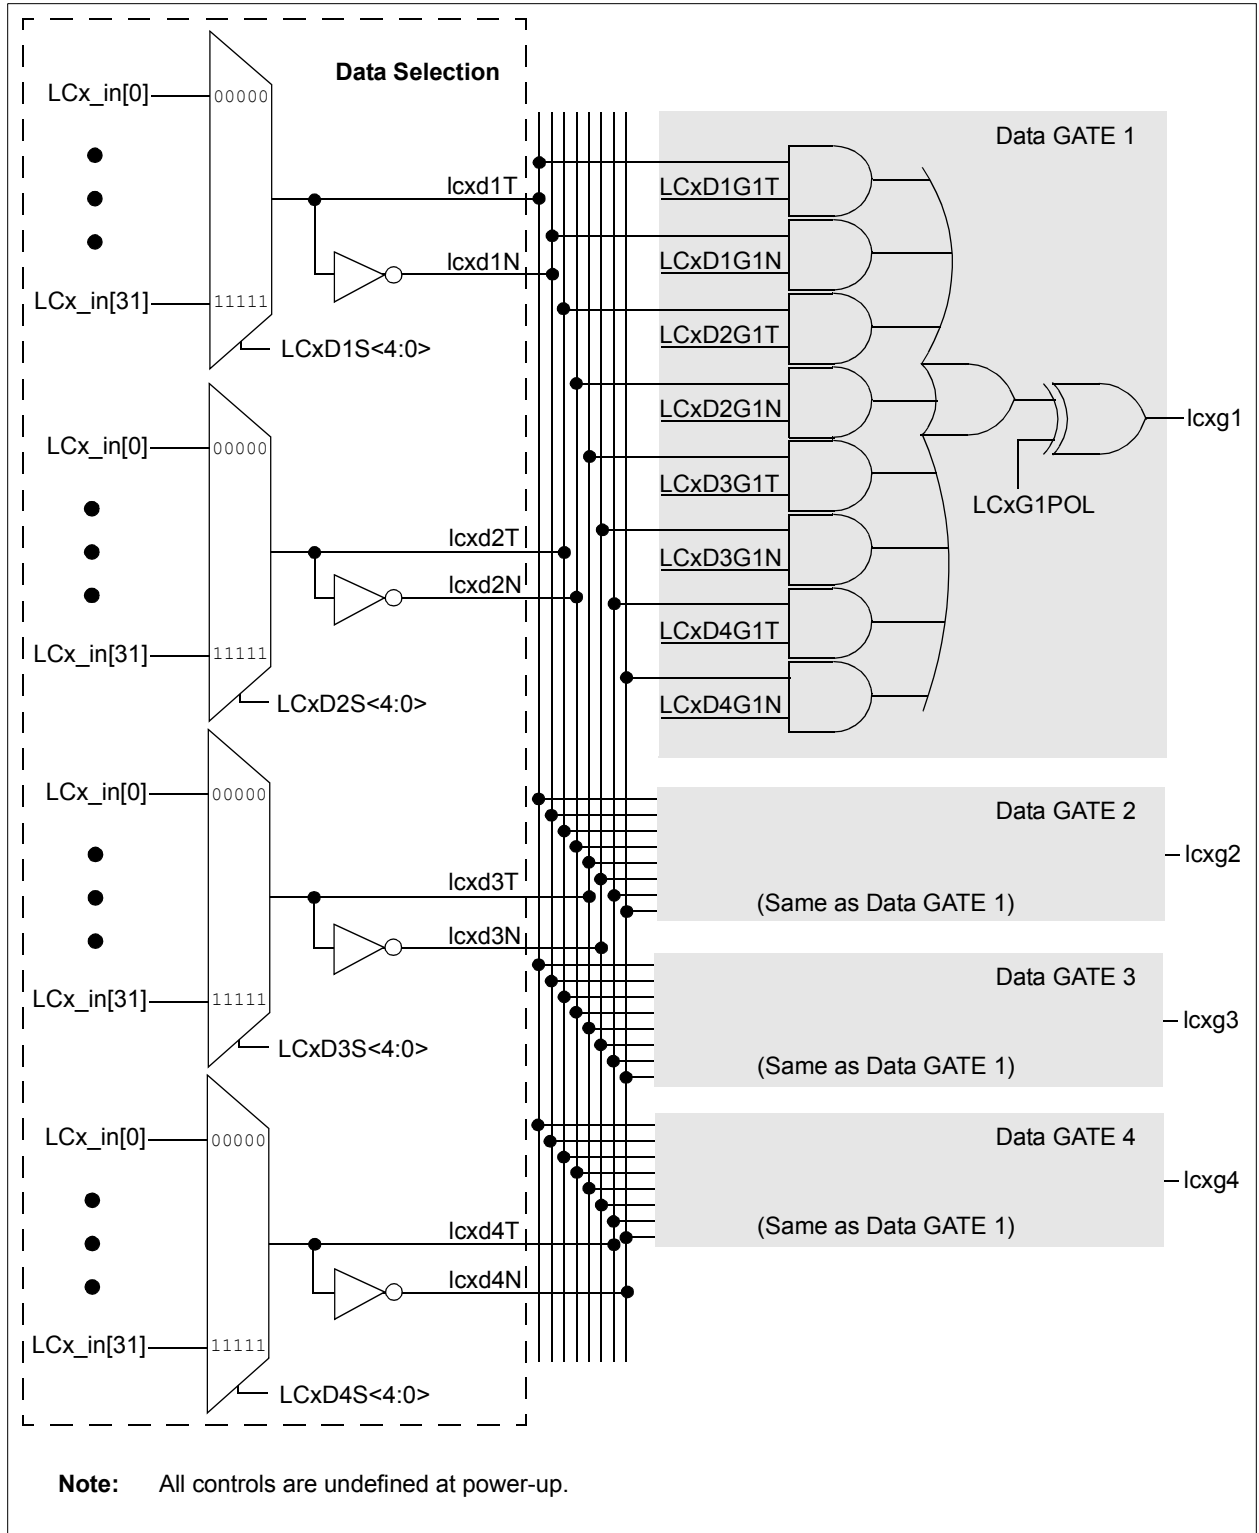 Data Selection
LCx_in[0]
00000
LCx_in[31]
11111
LCxD1S<4:0>
lcxd1T
lcxd1N
LCx_in[0]
00000
LCx_in[31]
11111
LCxD2S<4:0>
lcxd2T
lcxd2N
LCx_in[0]
00000
LCx_in[31]
11111
LCxD3S<4:0>
lcxd3T
lcxd3N
LCx_in[0]
00000
LCx_in[31]
11111
LCxD4S<4:0>
lcxd4T
lcxd4N
Data GATE 1
LCxD1G1T
LCxD1G1N
LCxD2G1T
LCxD2G1N
LCxD3G1T
LCxD3G1N
LCxD4G1T
LCxD4G1N
LCxG1POL
lcxg1
Data GATE 2
(Same as Data GATE 1)
lcxg2
Data GATE 3
(Same as Data GATE 1)
lcxg3
Data GATE 4
(Same as Data GATE 1)
lcxg4
Note: All controls are undefined at power-up.